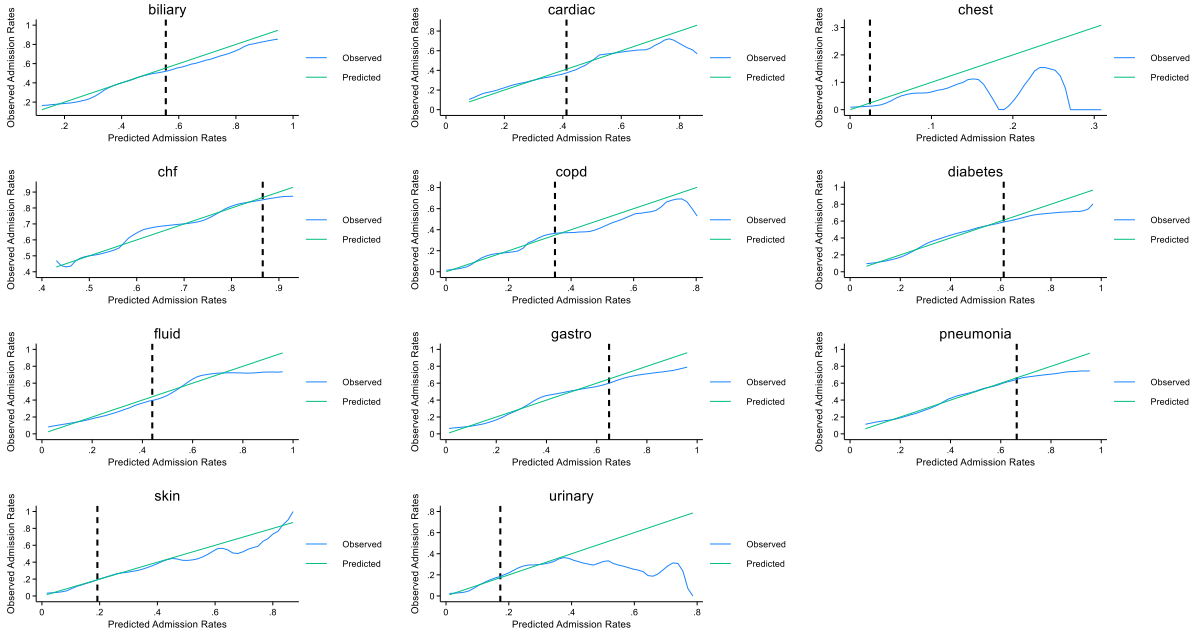 biliary
Observed Admission Rates
1
.8
.6
.4
.2
.2 .4 .6 .8 1
Predicted Admission Rates
Observed
Predicted
cardiac
Observed Admission Rates
.8
.6
.4
.2
0
0 .2 .4 .6 .8
Predicted Admission Rates
Observed
Predicted
chest
Observed Admission Rates
.3
.2
.1
0
0 .1 .2 .3
Predicted Admission Rates
Observed
Predicted
chf
Observed Admission Rates
.9
.8
.7
.6
.5
.4
.4 .5 .6 .7 .8 .9
Predicted Admission Rates
Observed
Predicted
copd
Observed Admission Rates
.8
.6
.4
.2
0
0 .2 .4 .6 .8
Predicted Admission Rates
Observed
Predicted
diabetes
Observed Admission Rates
1
.8
.6
.4
.2
0
0 .2 .4 .6 .8 1
Predicted Admission Rates
Observed
Predicted
fluid
Observed Admission Rates
1
.8
.6
.4
.2
0
0 .2 .4 .6 .8 1
Predicted Admission Rates
Observed
Predicted
gastro
Observed Admission Rates
1
.8
.6
.4
.2
0
0 .2 .4 .6 .8 1
Predicted Admission Rates
Observed
Predicted
pneumonia
Observed Admission Rates
1
.8
.6
.4
.2
0
0 .2 .4 .6 .8 1
Predicted Admission Rates
Observed
Predicted
skin
Observed Admission Rates
1
.8
.6
.4
.2
0
0 .2 .4 .6 .8
Predicted Admission Rates
Observed
Predicted
urinary
Observed Admission Rates
.8
.6
.4
.2
0
0 .2 .4 .6 .8
Predicted Admission Rates
Observed
Predicted